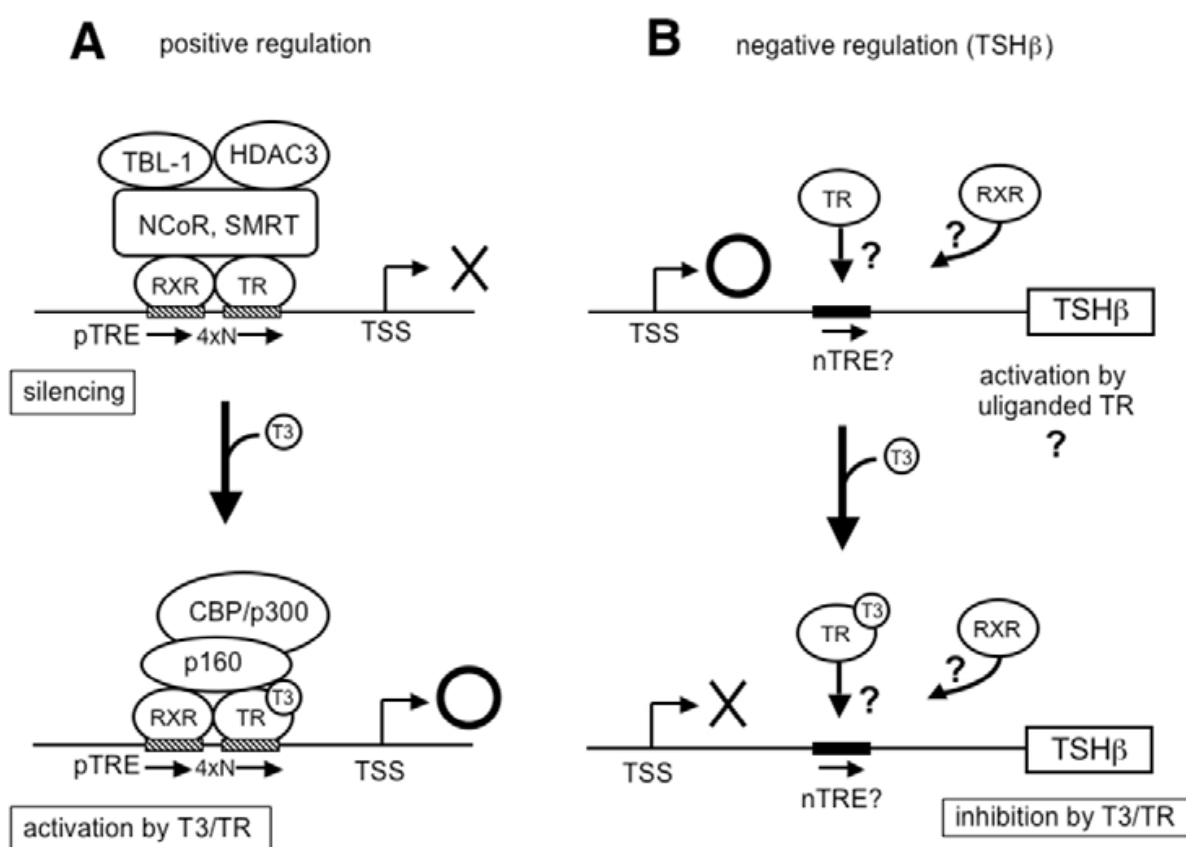 A
positive regulation
TBL-1
HDAC3
NCoR, SMRT
RXR
TR
pTRE
4xN
TSS
silencing
T3
CBP/p300
p160
RXR
TR
T3
pTRE
4xN
TSS
activation by T3/TR
B
negative regulation (TSHβ)
TR
RXR
?
?
TSS
nTRE?
TSHβ
activation by
uliganded TR
?
T3
TR
T3
RXR
?
?
TSS
nTRE?
TSHβ
inhibition by T3/TR